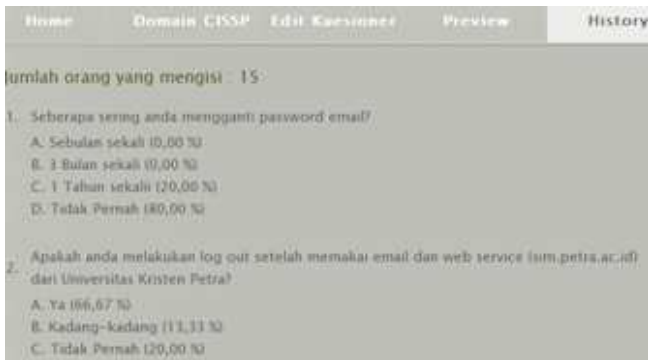 Home Domain CISSP Edit Kuesioner Preview History
Jumlah orang yang mengisi : 15
1. Seberapa sering anda mengganti password email?
A. Sebulan sekali (0,00 %)
B. 3 Bulan sekali (0,00 %)
C. 1 Tahun sekali (20,00 %)
D. Tidak Pernah (80,00 %)
2. Apakah anda melakukan log out setelah memakai email dan web service (sim.petra.ac.id)
dari Universitas Kristen Petra?
A. Ya (66,67 %)
B. Kadang-kadang (13,33 %)
C. Tidak Pernah (20,00 %)